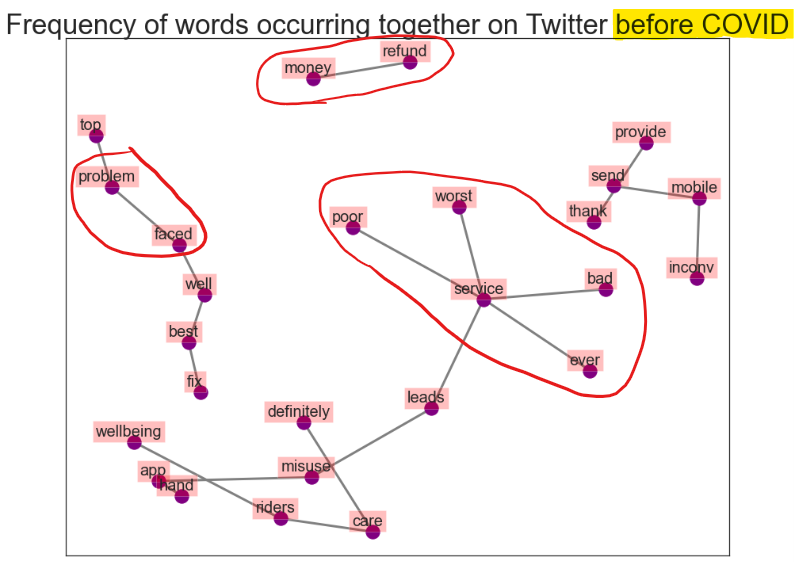 Frequency of words occurring together on Twitter before COVID
refund
money
top
provide
problem
send
mobile
worst
poor
thank
faced
inconv
well
service
bad
best
ever
fix
leads
definitely
wellbeing
app
misuse
hand
riders
care